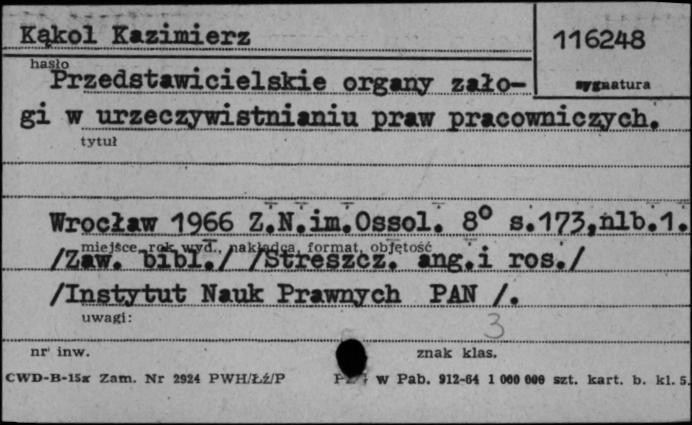 Kąkol Kazimierz
116248
hasło
sygnatura
Przedstawicielskie organy zało-
gi w urzeczywistnianiu praw pracowniczych.
tytuł
Wrocław 1966 Z.N.im.Ossol. 8° s.173,nlb.1.
miejsce, rok wyd., nakładca, format, objętość
/Zaw. bibl./ /Streszcz. ang.i ros./
/Instytut Nauk Prawnych PAN /.
uwagi:
3
nr inw.
znak klas.
CWD-B-15x Zam. Nr 2924 PWH/Łź/P w Pab. 912-64 1 000 000 szt. kart. b. kl. 5.